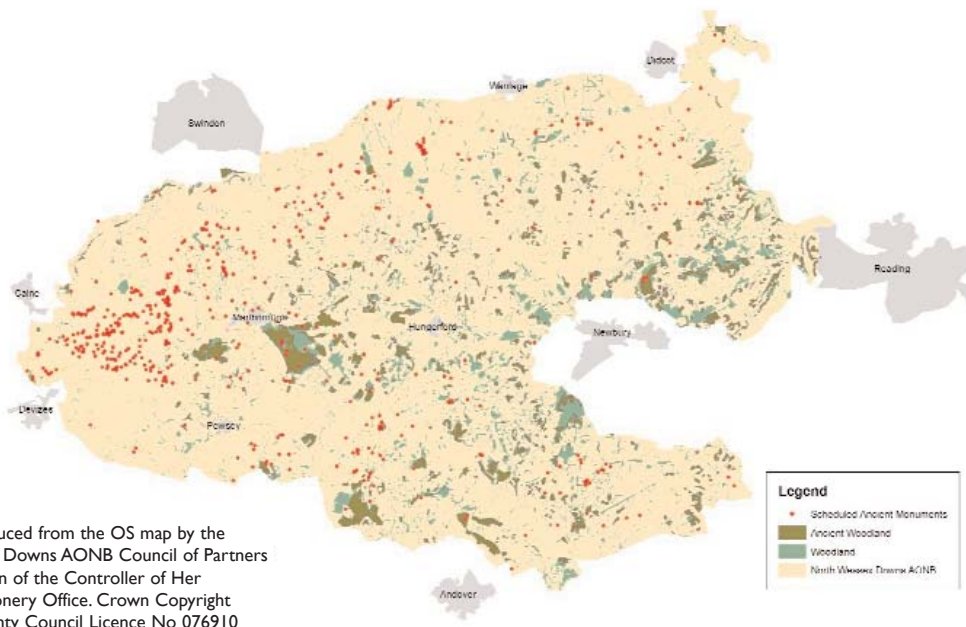 Didcot
Wantage
Swindon
Reading
Calne
Marlborough
Hungerford
Newbury
Devizes
Pewsey
Andover
Legend
Scheduled Ancient Monuments
Ancient Woodland
Woodland
North Wessex Downs AONB
uced from the OS map by the
Downs AONB Council of Partners
n of the Controller of Her
onery Office. Crown Copyright
nty Council Licence No 076910